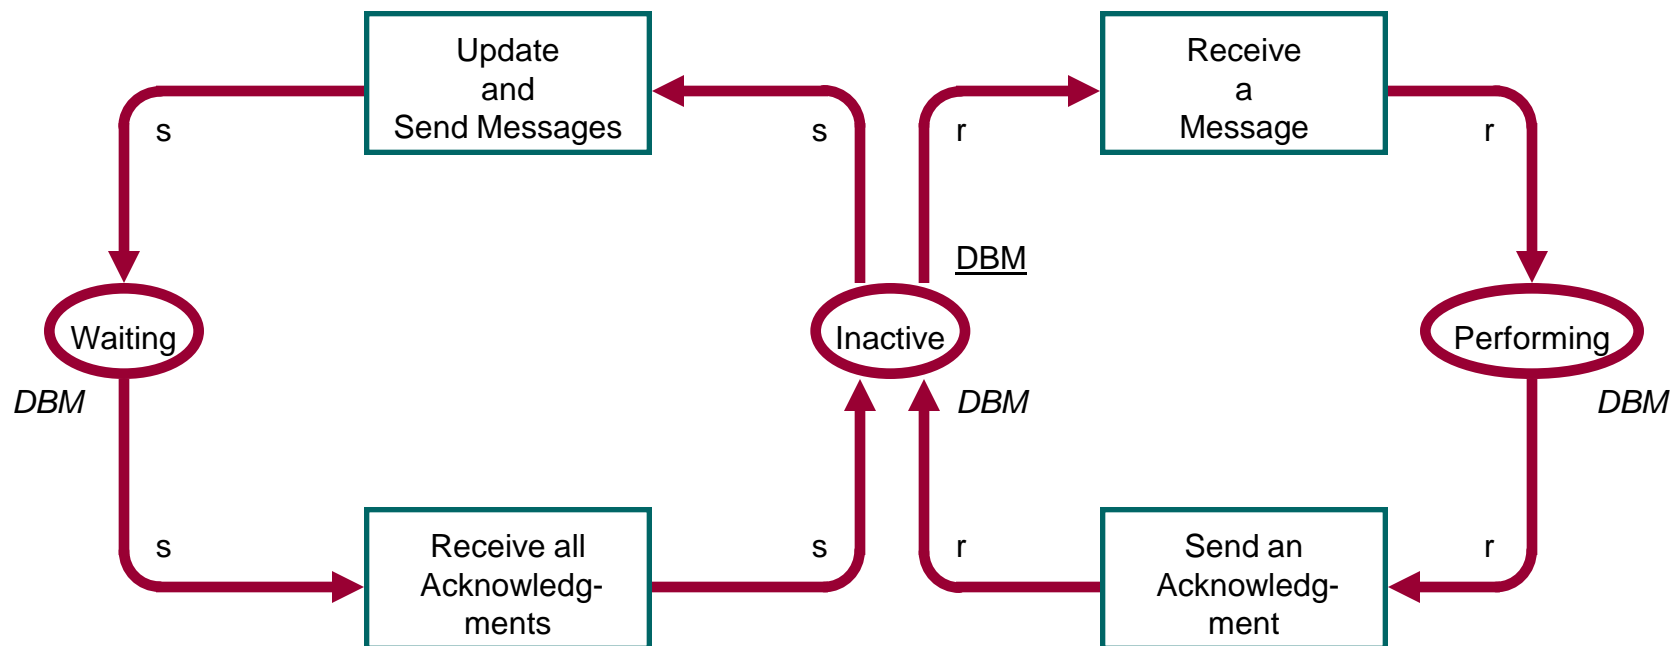 Update
and
Send Messages
Receive
a
Message
s
s
r
r
DBM
Waiting
Inactive
Performing
DBM
DBM
DBM
s
s
r
r
Receive all
Acknowledg-
ments
Send an
Acknowledg-
ment